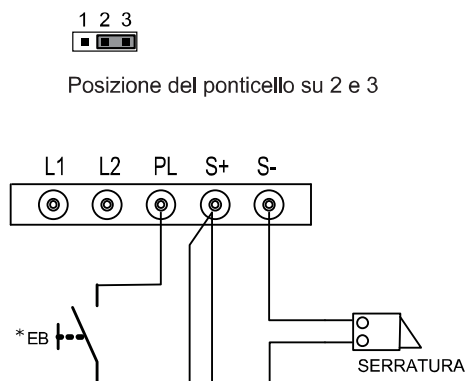 1 2 3
Posizione del ponticello su 2 e 3
L1 L2 PL S+ S-
*EB
SERRATURA